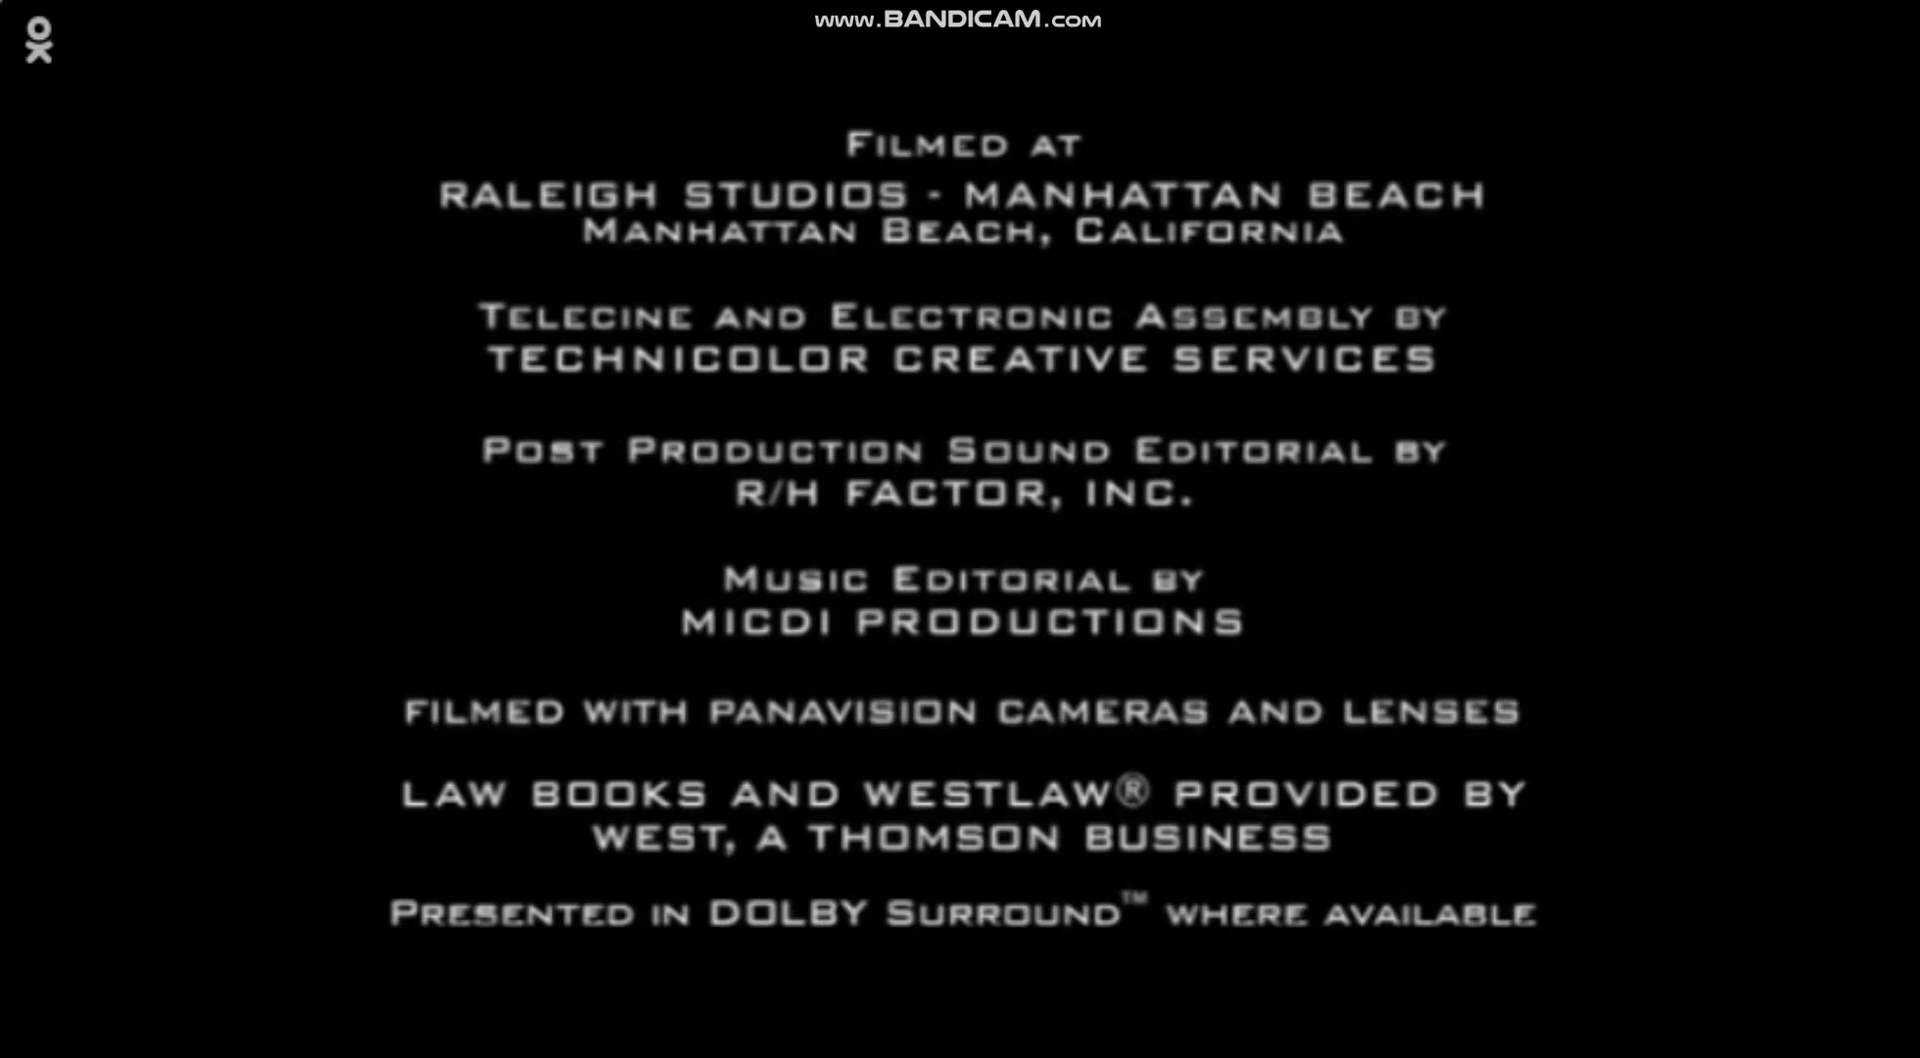 www.BANDICAM.com
FILMED AT
RALEIGH STUDIOS - MANHATTAN BEACH
MANHATTAN BEACH, CALIFORNIA
TELECINE AND ELECTRONIC ASSEMBLY BY
TECHNICOLOR CREATIVE SERVICES
POST PRODUCTION SOUND EDITORIAL BY
R/H FACTOR, INC.
MUSIC EDITORIAL BY
MICDI PRODUCTIONS
FILMED WITH PANAVISION CAMERAS AND LENSES
LAW BOOKS AND WESTLAW® PROVIDED BY
WEST, A THOMSON BUSINESS
PRESENTED IN DOLBY SURROUND™ WHERE AVAILABLE